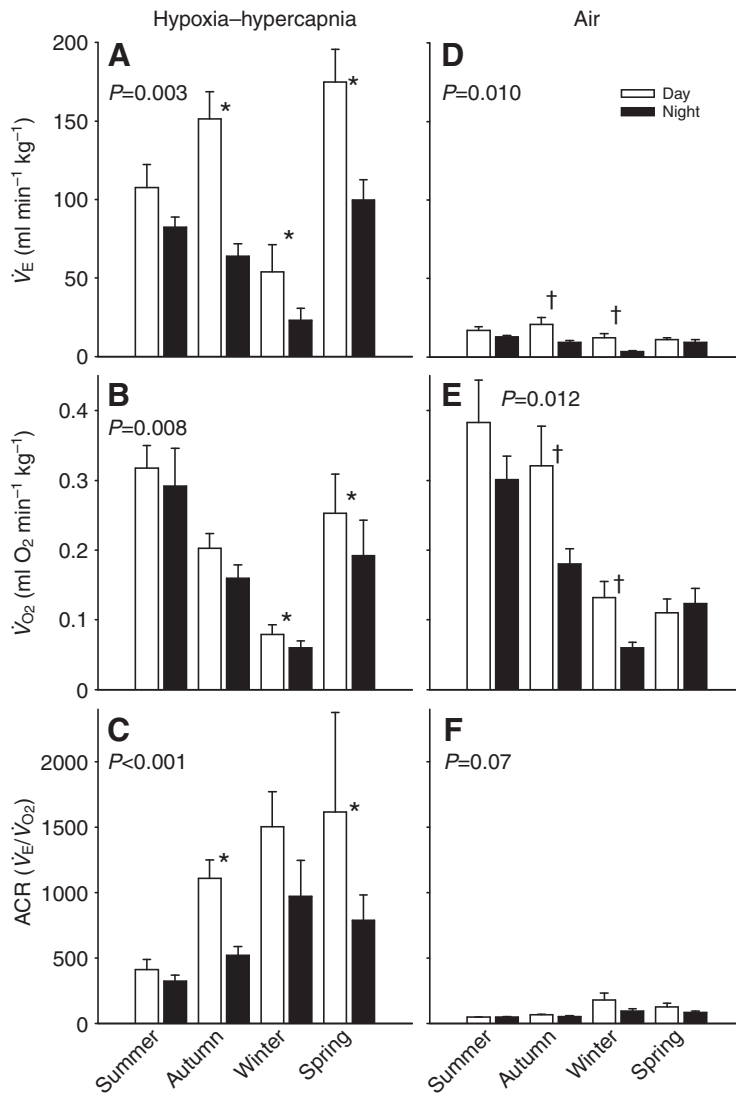 Hypoxia–hypercapnia
Air
A
P=0.003
200
150
100
50
0
V̇E (ml min⁻¹ kg⁻¹)
*
*
*
D
P=0.010
Day
Night
†
†
B
P=0.008
0.4
0.3
0.2
0.1
0
V̇O₂ (ml O₂ min⁻¹ kg⁻¹)
*
*
E
P=0.012
†
†
C
P<0.001
2000
1500
1000
500
0
ACR (V̇E/V̇O₂)
*
*
F
P=0.07
Summer
Autumn
Winter
Spring
Summer
Autumn
Winter
Spring